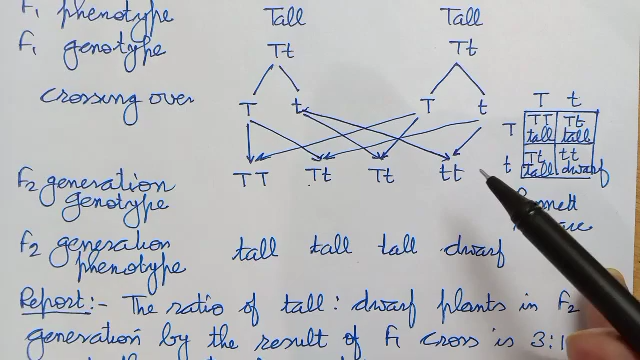 F1 phenotype Tall Tall
F1 genotype Tt Tt
crossing over T t T t
T t
T TT tall Tt tall
t Tt tall tt dwarf
F2 generation genotype TT Tt Tt tt
F2 generation phenotype tall tall tall dwarf
Report:- The ratio of tall : dwarf plants in F2
generation by the result of F1 cross is 3:1